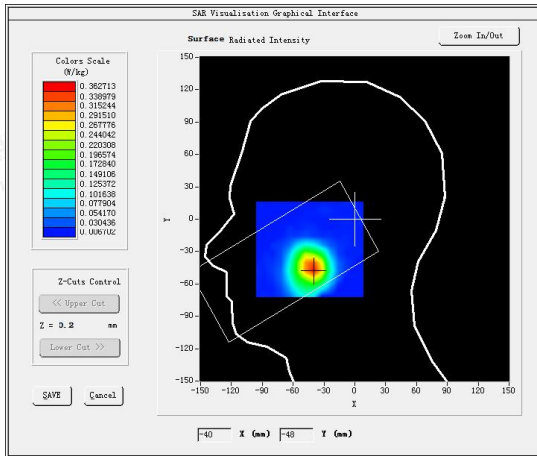 SAR Visualisation Graphical Interface
Surface Radiated Intensity
Zoom In/Out
Colors Scale
(W/kg)
0.362713
0.338979
0.315244
0.291510
0.267776
0.244042
0.220308
0.196574
0.172840
0.149106
0.125372
0.101638
0.077904
0.054170
0.030436
0.006702
Z-Cuts Control
<< Upper Cut
Z = 0.2 mm
Lower Cut >>
SAVE
Cancel
150
120
90
60
30
0
-30
-60
-90
-120
-150
Y
-150 -120 -90 -60 -30 0 30 60 90 120 150
X
-40 X (mm) -48 Y (mm)